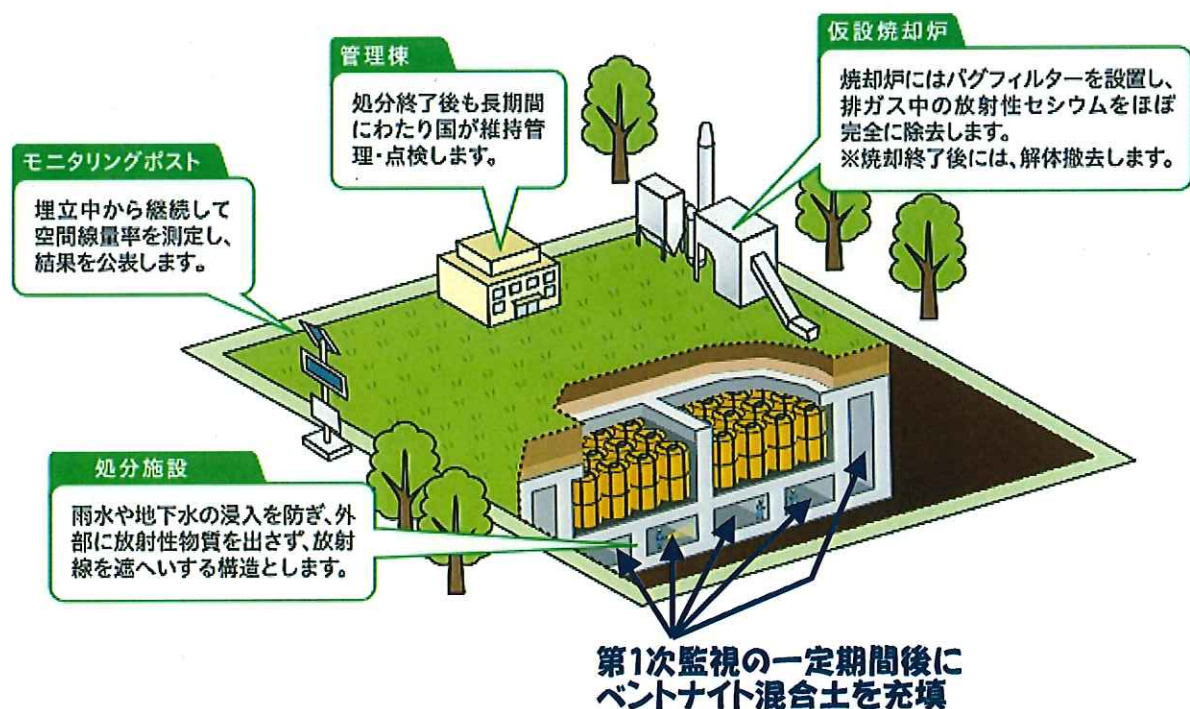 仮設焼却炉
焼却炉にはバグフィルターを設置し、
排ガス中の放射性セシウムをほぼ
完全に除去します。
※焼却終了後には、解体撤去します。
管理棟
処分終了後も長期間
にわたり国が維持管
理・点検します。
モニタリングポスト
埋立中から継続して
空間線量率を測定し、
結果を公表します。
処分施設
雨水や地下水の浸入を防ぎ、外
部に放射性物質を出さず、放射
線を遮へいする構造とします。
第1次監視の一定期間後に
ベントナイト混合土を充填